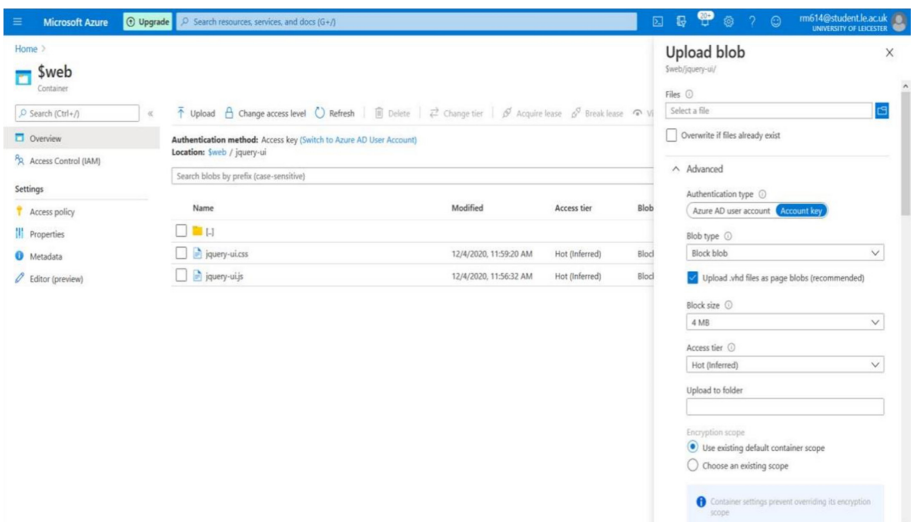 Microsoft Azure
Upgrade
Search resources, services, and docs (G+/)
20+
rm614@student.le.ac.uk
UNIVERSITY OF LEICESTER
Home >
$web
Container
Search (Ctrl+/)
Overview
Access Control (IAM)
Settings
Access policy
Properties
Metadata
Editor (preview)
Upload
Change access level
Refresh
Delete
Change tier
Acquire lease
Break lease
Authentication method: Access key (Switch to Azure AD User Account)
Location: $web / jquery-ui
Search blobs by prefix (case-sensitive)
Name Modified Access tier Blob
[..]
jquery-ui.css 12/4/2020, 11:59:20 AM Hot (Inferred) Block
jquery-ui.js 12/4/2020, 11:56:32 AM Hot (Inferred) Block
Upload blob
$web/jquery-ui/
Files
Select a file
Overwrite if files already exist
Advanced
Authentication type
Azure AD user account Account key
Blob type
Block blob
Upload .vhd files as page blobs (recommended)
Block size
4 MB
Access tier
Hot (Inferred)
Upload to folder
Encryption scope
Use existing default container scope
Choose an existing scope
Container settings prevent overriding its encryption
scope